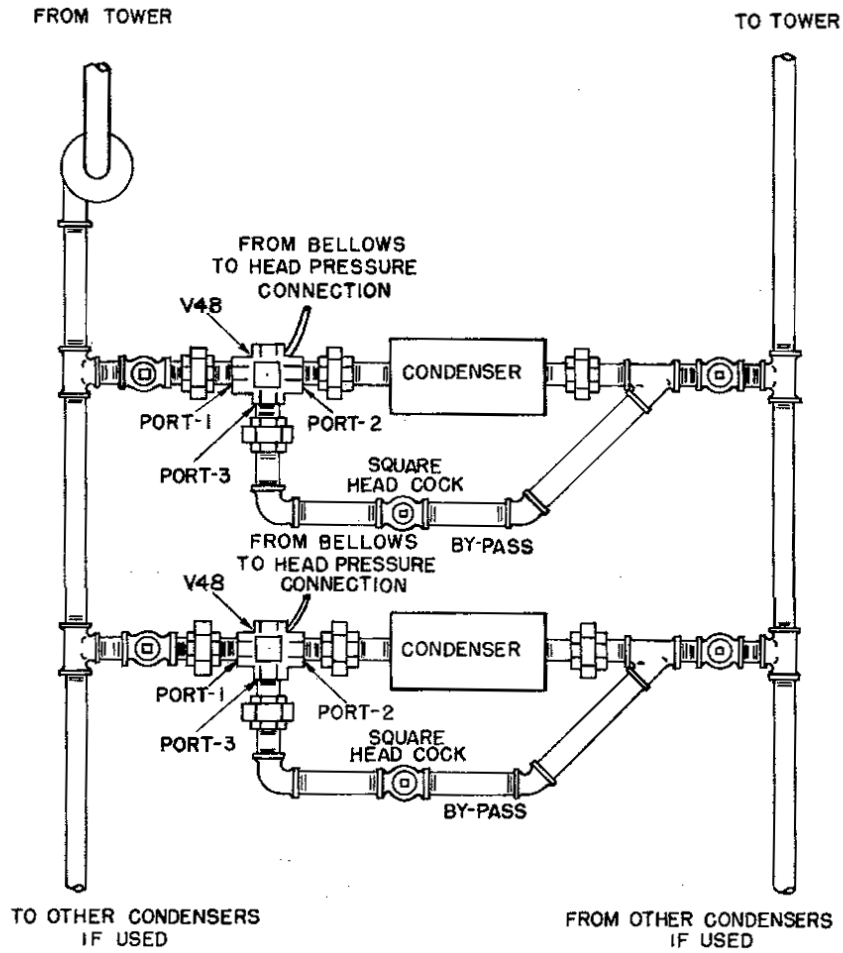 FROM TOWER
TO TOWER
FROM BELLOWS
TO HEAD PRESSURE
CONNECTION
V48
CONDENSER
PORT-1
PORT-2
PORT-3
SQUARE
HEAD COCK
BY-PASS
FROM BELLOWS
TO HEAD PRESSURE
CONNECTION
V48
CONDENSER
PORT-1
PORT-2
PORT-3
SQUARE
HEAD COCK
BY-PASS
TO OTHER CONDENSERS
IF USED
FROM OTHER CONDENSERS
IF USED